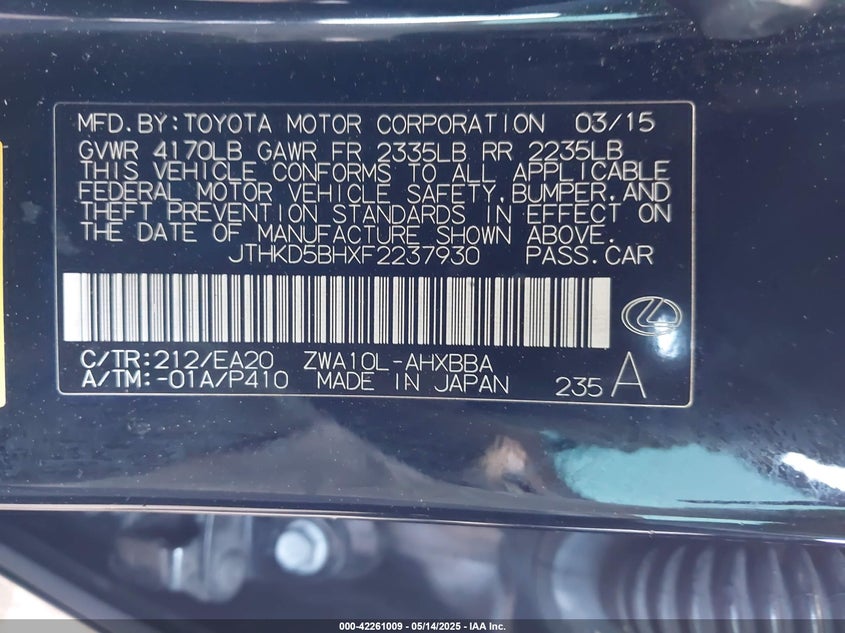 MFD.BY:TOYOTA MOTOR CORPORATION 03/15
GVWR 4170LB GAWR FR 2335LB RR 2235LB
THIS VEHICLE CONFORMS TO ALL APPLICABLE
FEDERAL MOTOR VEHICLE SAFETY,BUMPER,AND
THEFT PREVENTION STANDARDS IN EFFECT ON
THE DATE OF MANUFACTURE SHOWN ABOVE.
JTHKD5BHXF2237930 PASS.CAR
C/TR:212/EA20 ZWA10L-AHXBBA
A/TM:-01A/P410 MADE IN JAPAN 235 A
000-42261009 - 05/14/2025 - IAA Inc.